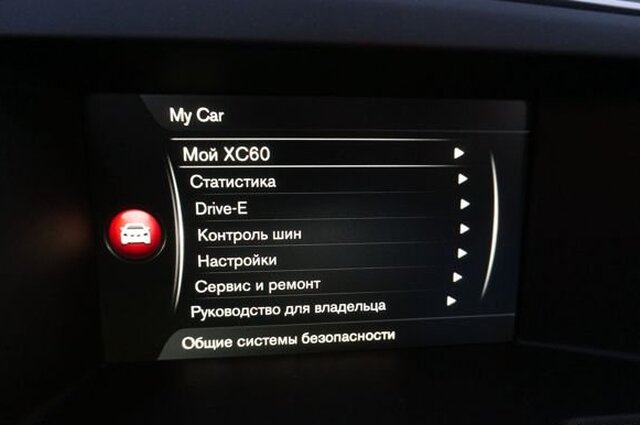 My Car
Мой XC60
Статистика
Drive-E
Контроль шин
Настройки
Сервис и ремонт
Руководство для владельца
Общие системы безопасности